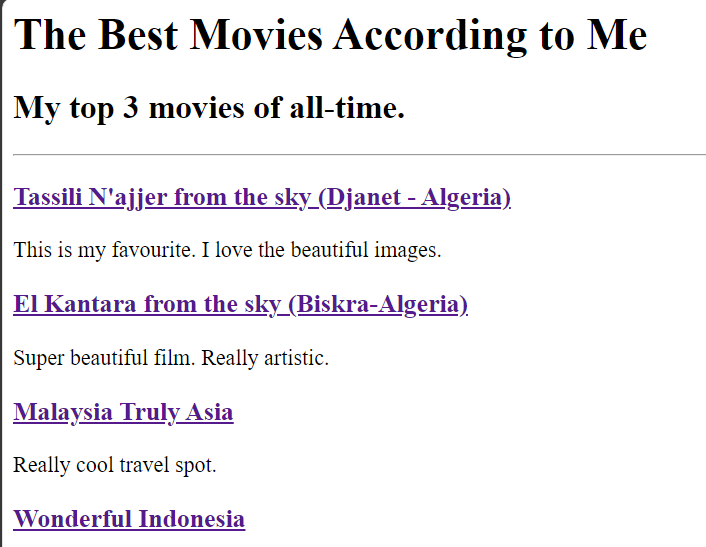 The Best Movies According to Me
My top 3 movies of all-time.
Tassili N'ajjer from the sky (Djanet - Algeria)
This is my favourite. I love the beautiful images.
El Kantara from the sky (Biskra-Algeria)
Super beautiful film. Really artistic.
Malaysia Truly Asia
Really cool travel spot.
Wonderful Indonesia